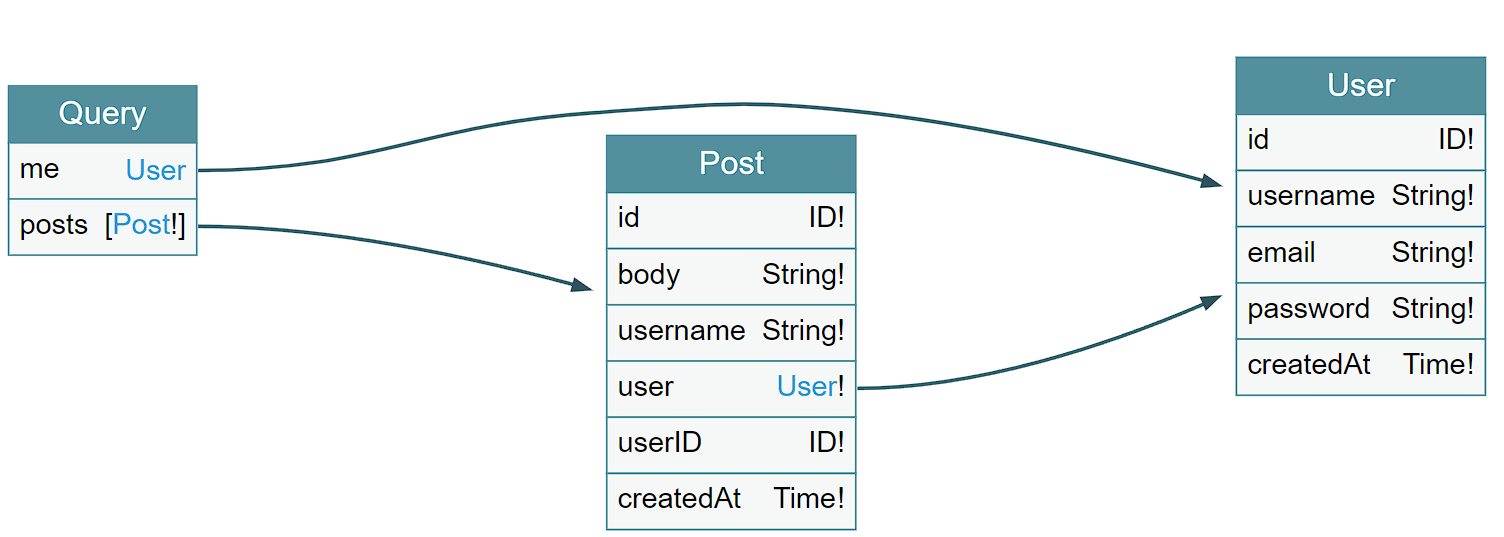 Query
me User
posts [Post!]
Post
id ID!
body String!
username String!
user User!
userID ID!
createdAt Time!
User
id ID!
username String!
email String!
password String!
createdAt Time!